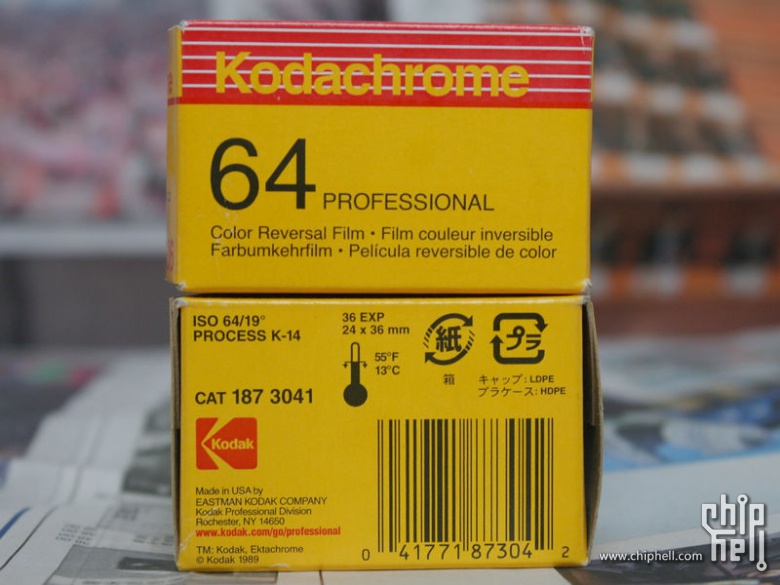 Kodachrome
64 PROFESSIONAL
Color Reversal Film • Film couleur inversible
Farbumkehrfilm • Película reversible de color
ISO 64/19°
PROCESS K-14
36 EXP
24 x 36 mm
紙
プラ
55°F
13°C
箱
キャップ : LDPE
プラケース : HDPE
CAT 187 3041
Kodak
Made in USA by
EASTMAN KODAK COMPANY
Kodak Professional Division
Rochester, NY 14650
www.kodak.com/go/professional
TM: Kodak, Ektachrome
© Kodak 1989
0 41771 87304 2
www.chiphell.com
chip
hell